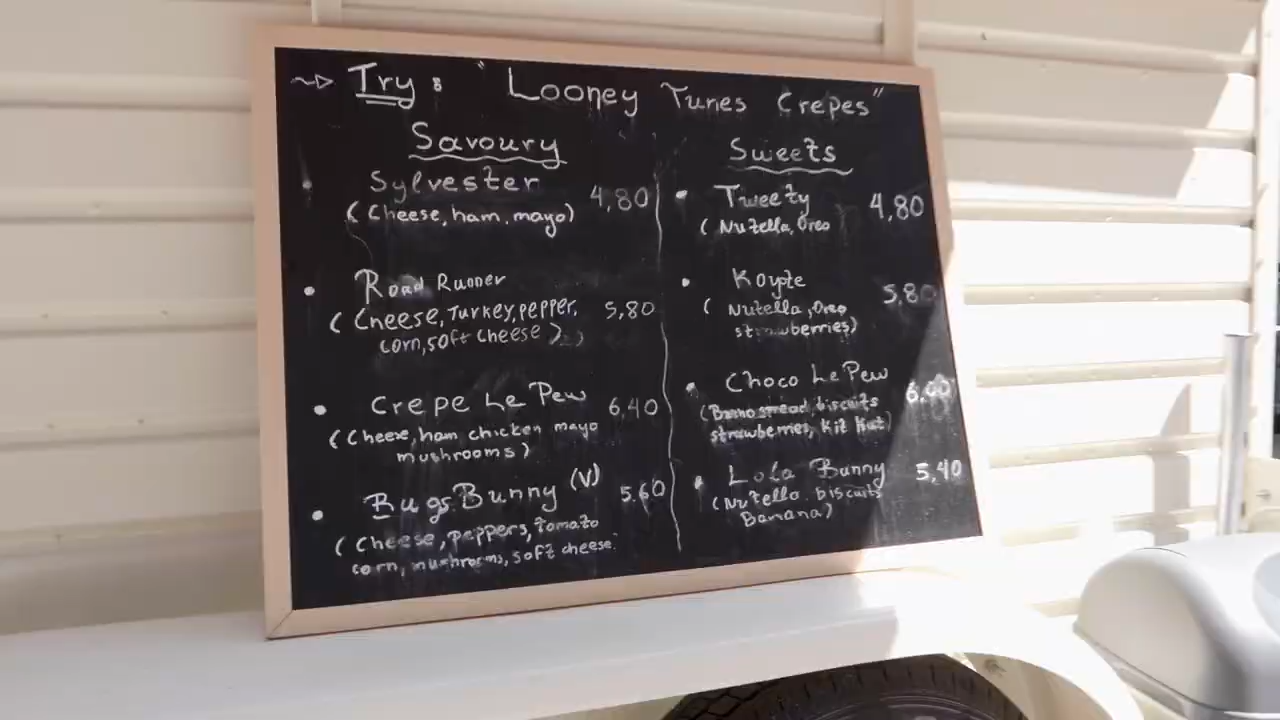 Try: "Looney Tunes Crepes"
Savoury
Sylvester 4,80
(Cheese, ham, mayo)
Road Runner
(Cheese, Turkey, pepper, 5,80
corn, soft cheese)
Crepe Le Pew 6,40
(Cheese, ham chicken mayo
mushrooms)
Bugs Bunny (V) 5.60
(Cheese, peppers, tomato
corn, mushrooms, soft cheese.
Sweets
Tweety 4,80
(Nutella, Oreo
Koyote 5,80
(Nutella, Oreo
strawberries)
Choco Le Pew 6,00
biscuits
strawberries, Kit Kat)
Lola Bunny 5,40
(Nutella. biscuits
Banana)